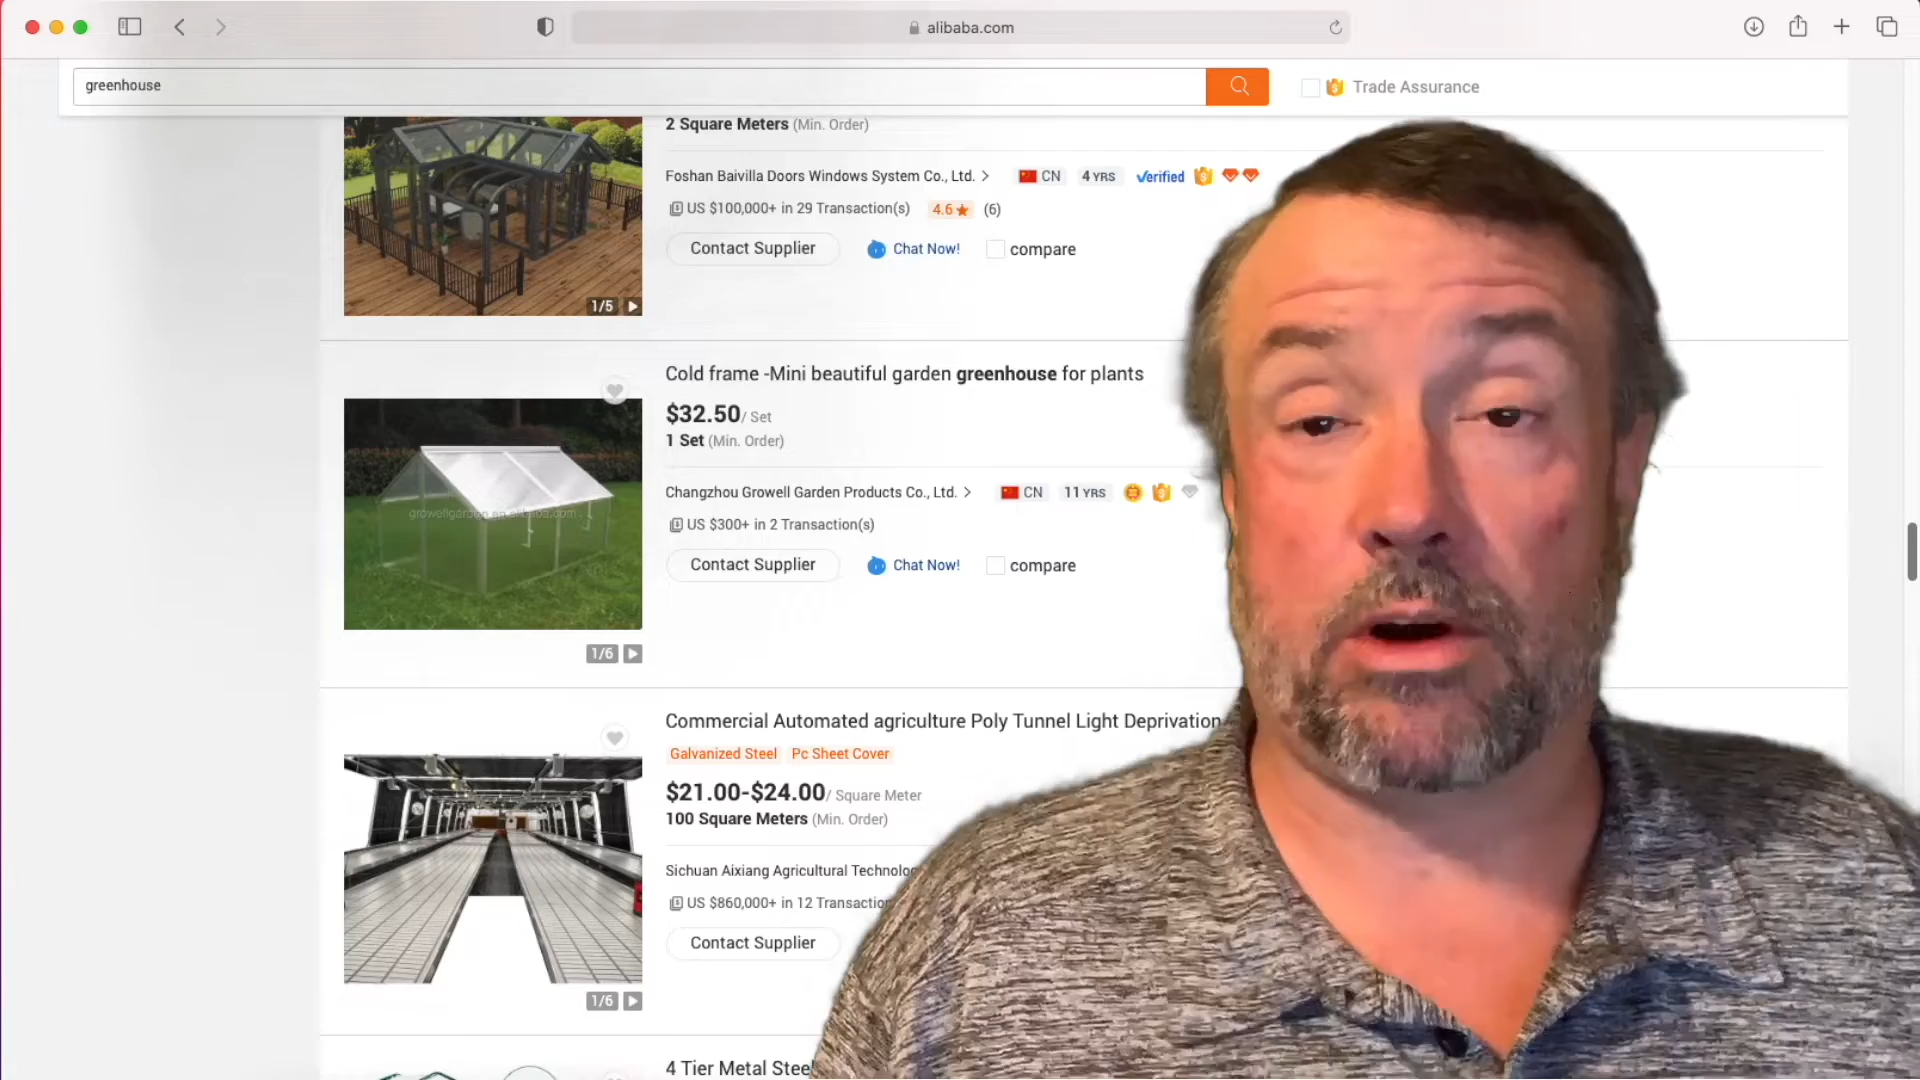 alibaba.com
greenhouse
Trade Assurance
2 Square Meters (Min. Order)
Foshan Baivilla Doors Windows System Co., Ltd. > CN 4 YRS Verified
US $100,000+ in 29 Transaction(s) 4.6 (6)
Contact Supplier Chat Now! compare
1/5
Cold frame -Mini beautiful garden greenhouse for plants
$32.50/ Set
1 Set (Min. Order)
Changzhou Growell Garden Products Co., Ltd. > CN 11 YRS
growellgarden.en.alibaba.com
US $300+ in 2 Transaction(s)
Contact Supplier Chat Now! compare
1/6
Commercial Automated agriculture Poly Tunnel Light Deprivation
Galvanized Steel Pc Sheet Cover
$21.00-$24.00/ Square Meter
100 Square Meters (Min. Order)
Sichuan Aixiang Agricultural
US $860,000+ in 12
Contact Supplier
1/6
4 Tier Metal